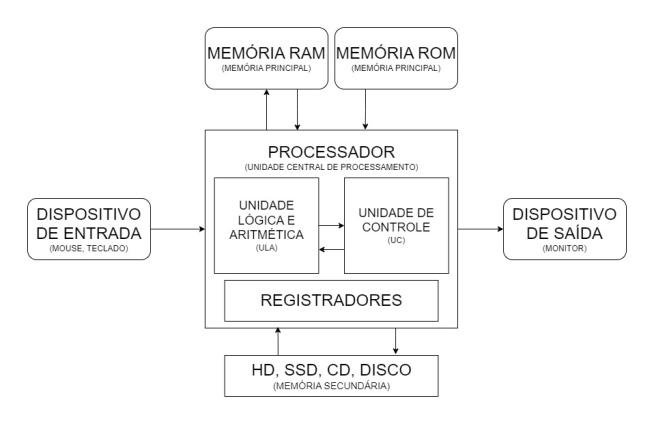 MEMÓRIA RAM
(MEMÓRIA PRINCIPAL)
MEMÓRIA ROM
(MEMÓRIA PRINCIPAL)
PROCESSADOR
(UNIDADE CENTRAL DE PROCESSAMENTO)
DISPOSITIVO
DE ENTRADA
(MOUSE, TECLADO)
UNIDADE
LÓGICA E
ARITMÉTICA
(ULA)
UNIDADE DE
CONTROLE
(UC)
DISPOSITIVO
DE SAÍDA
(MONITOR)
REGISTRADORES
HD, SSD, CD, DISCO
(MEMÓRIA SECUNDÁRIA)